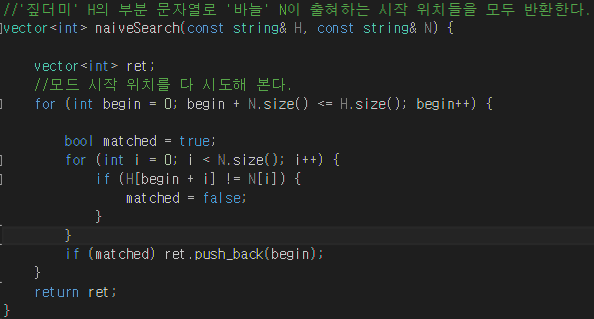 //'짚더미' H의 부분 문자열로 '바늘' N이 출혀하는 시작 위치들을 모두 반환한다.
vector<int> naiveSearch(const string& H, const string& N) {
vector<int> ret;
//모드 시작 위치를 다 시도해 본다.
for (int begin = 0; begin + N.size() <= H.size(); begin++) {
bool matched = true;
for (int i = 0; i < N.size(); i++) {
if (H[begin + i] != N[i]) {
matched = false;
}
}
if (matched) ret.push_back(begin);
}
return ret;
}